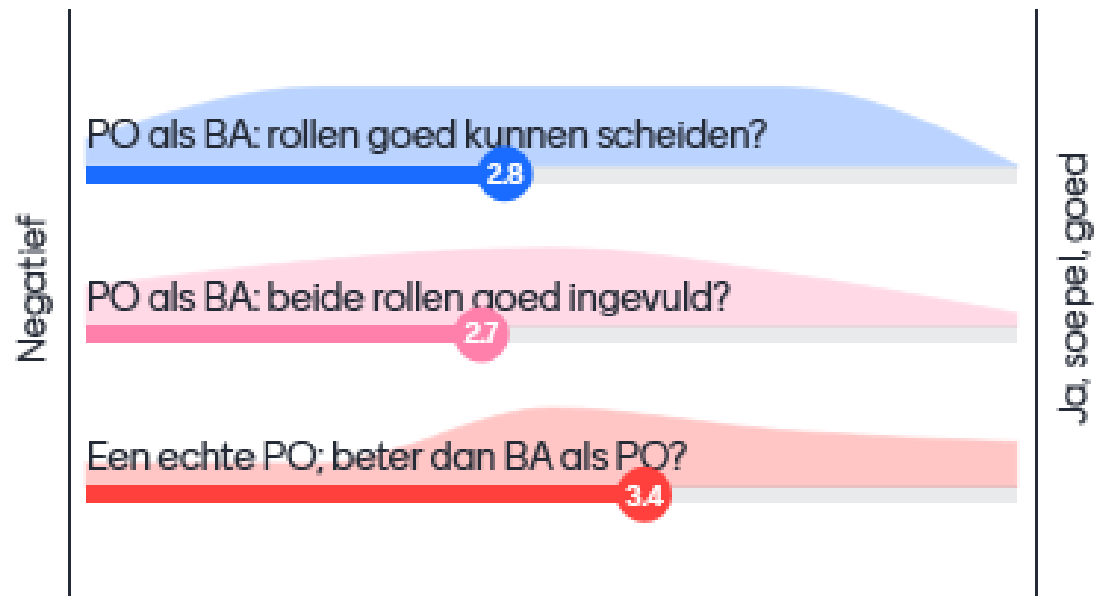 Negatief
PO als BA: rollen goed kunnen scheiden?
2.8
PO als BA: beide rollen goed ingevuld?
2.7
Een echte PO; beter dan BA als PO?
3.4
Ja, soepel, goed